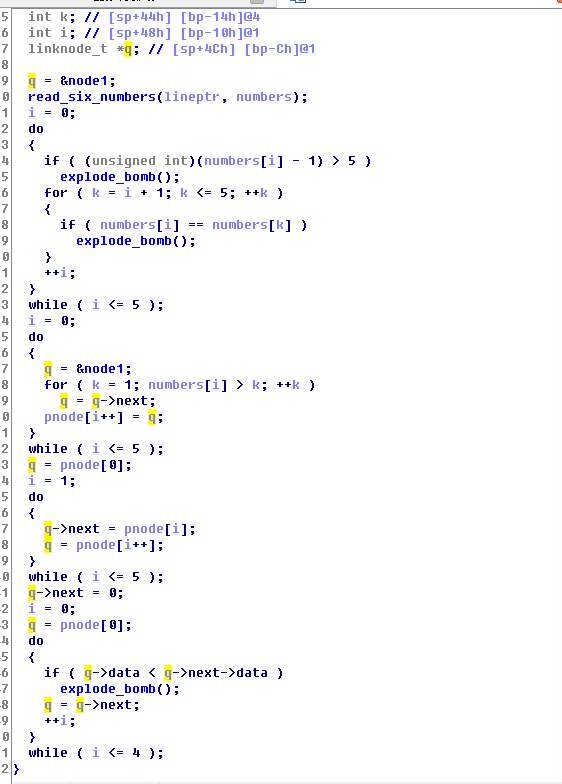 5 int k; // [sp+44h] [bp-14h]@4
6 int i; // [sp+48h] [bp-10h]@1
7 linknode_t *q; // [sp+4Ch] [bp-Ch]@1
8
9 q = &node1;
0 read_six_numbers(lineptr, numbers);
1 i = 0;
2 do
3 {
4 if ( (unsigned int)(numbers[i] - 1) > 5 )
5 explode_bomb();
6 for ( k = i + 1; k <= 5; ++k )
7 {
8 if ( numbers[i] == numbers[k] )
9 explode_bomb();
0 }
1 ++i;
2 }
3 while ( i <= 5 );
4 i = 0;
5 do
6 {
7 q = &node1;
8 for ( k = 1; numbers[i] > k; ++k )
9 q = q->next;
0 pnode[i++] = q;
1 }
2 while ( i <= 5 );
3 q = pnode[0];
4 i = 1;
5 do
6 {
7 q->next = pnode[i];
8 q = pnode[i++];
9 }
0 while ( i <= 5 );
1 q->next = 0;
2 i = 0;
3 q = pnode[0];
4 do
5 {
6 if ( q->data < q->next->data )
7 explode_bomb();
8 q = q->next;
9 ++i;
0 }
1 while ( i <= 4 );
2 }